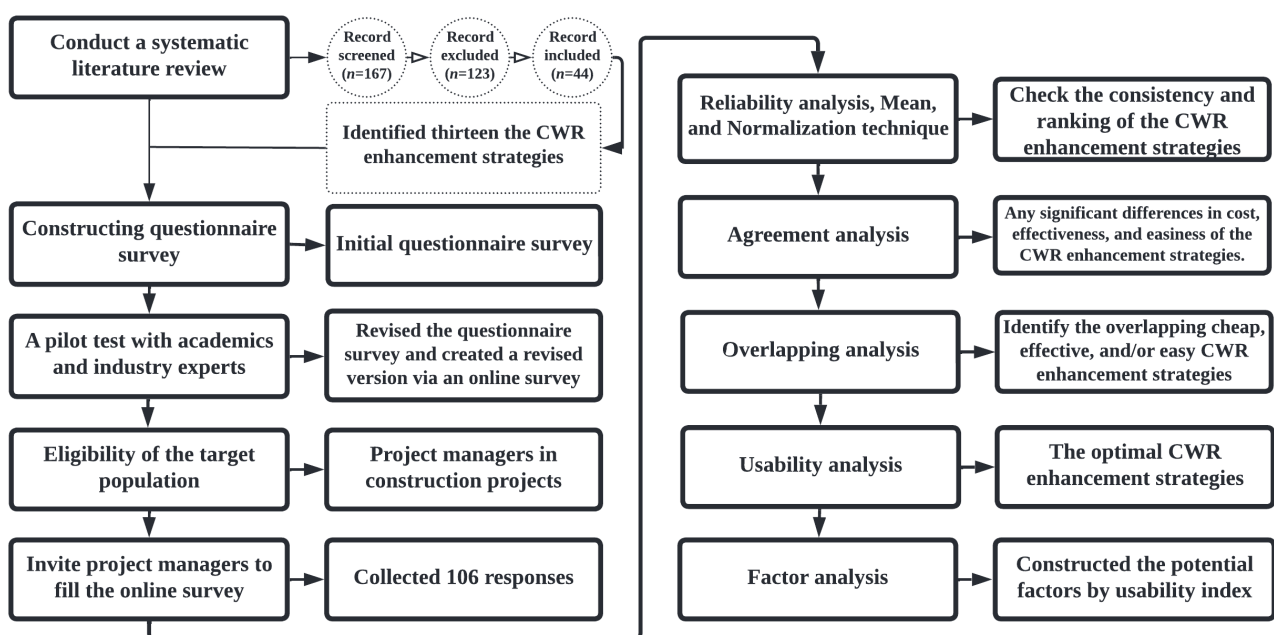 Conduct a systematic
literature review
Record
screened
(n=167)
Record
excluded
(n=123)
Record
included
(n=44)
Identified thirteen the CWR
enhancement strategies
Constructing questionnaire
survey
Initial questionnaire survey
A pilot test with academics
and industry experts
Revised the questionnaire
survey and created a revised
version via an online survey
Eligibility of the target
population
Project managers in
construction projects
Invite project managers to
fill the online survey
Collected 106 responses
Reliability analysis, Mean,
and Normalization technique
Check the consistency and
ranking of the CWR
enhancement strategies
Agreement analysis
Any significant differences in cost,
effectiveness, and easiness of the
CWR enhancement strategies.
Overlapping analysis
Identify the overlapping cheap,
effective, and/or easy CWR
enhancement strategies
Usability analysis
The optimal CWR
enhancement strategies
Factor analysis
Constructed the potential
factors by usability index